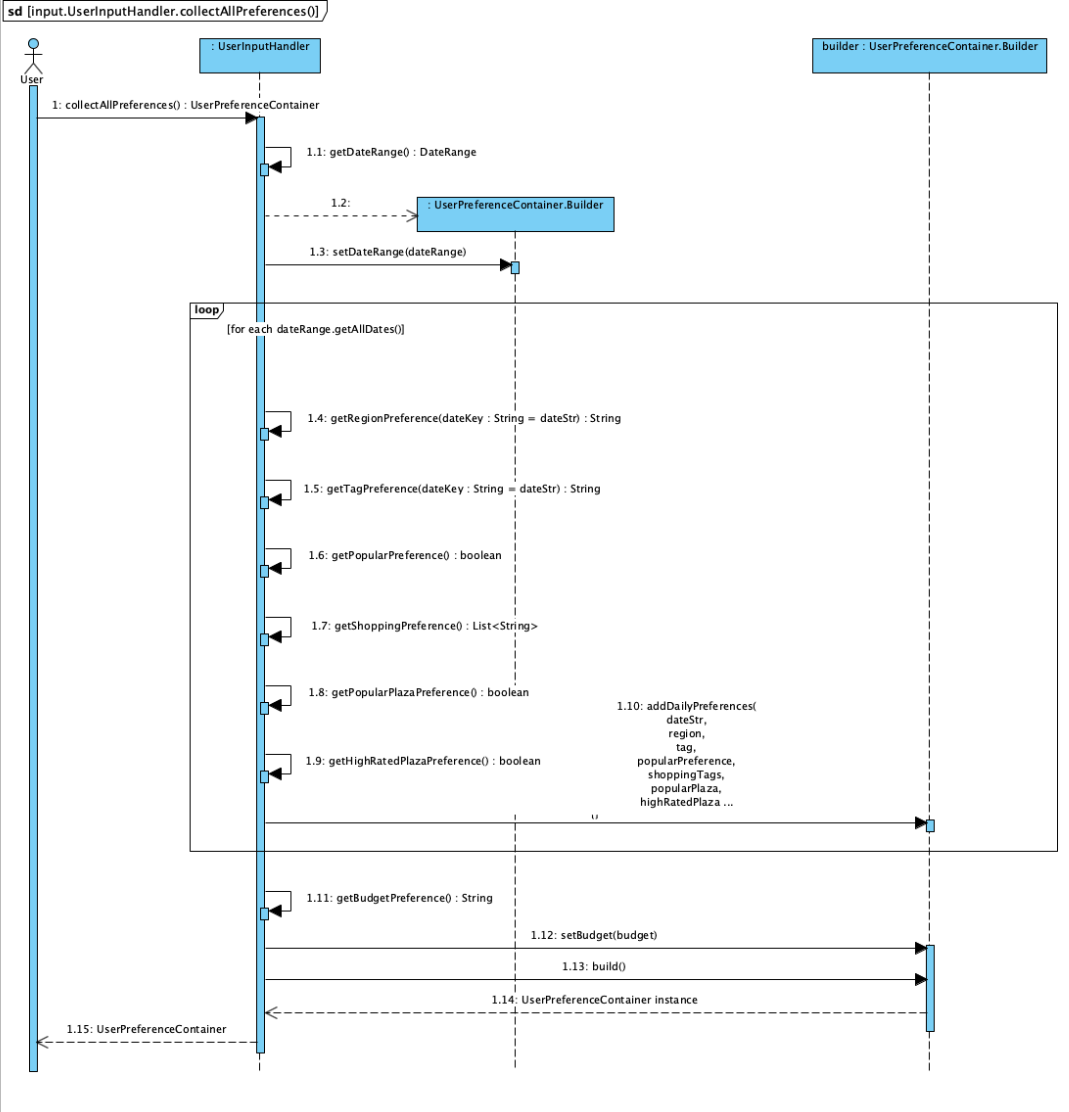 sd [input.UserInputHandler.collectAllPreferences()]
: UserInputHandler
builder : UserPreferenceContainer.Builder
User
1: collectAllPreferences() : UserPreferenceContainer
1.1: getDateRange() : DateRange
1.2:
: UserPreferenceContainer.Builder
1.3: setDateRange(dateRange)
loop
[for each dateRange.getAllDates()]
1.4: getRegionPreference(dateKey : String = dateStr) : String
1.5: getTagPreference(dateKey : String = dateStr) : String
1.6: getPopularPreference() : boolean
1.7: getShoppingPreference() : List<String>
1.8: getPopularPlazaPreference() : boolean
1.9: getHighRatedPlazaPreference() : boolean
1.10: addDailyPreferences(
dateStr,
region,
tag,
popularPreference,
shoppingTags,
popularPlaza,
highRatedPlaza ...
1.11: getBudgetPreference() : String
1.12: setBudget(budget)
1.13: build()
1.14: UserPreferenceContainer instance
1.15: UserPreferenceContainer